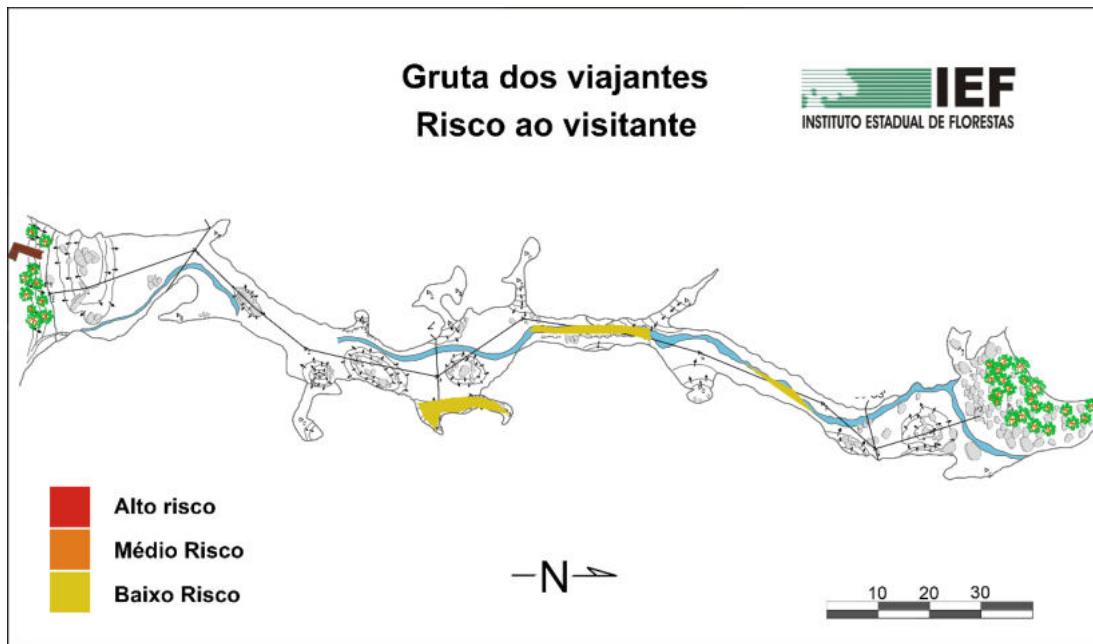 Gruta dos viajantes
Risco ao visitante
IEF
INSTITUTO ESTADUAL DE FLORESTAS
Alto risco
Médio Risco
Baixo Risco
N
10 20 30